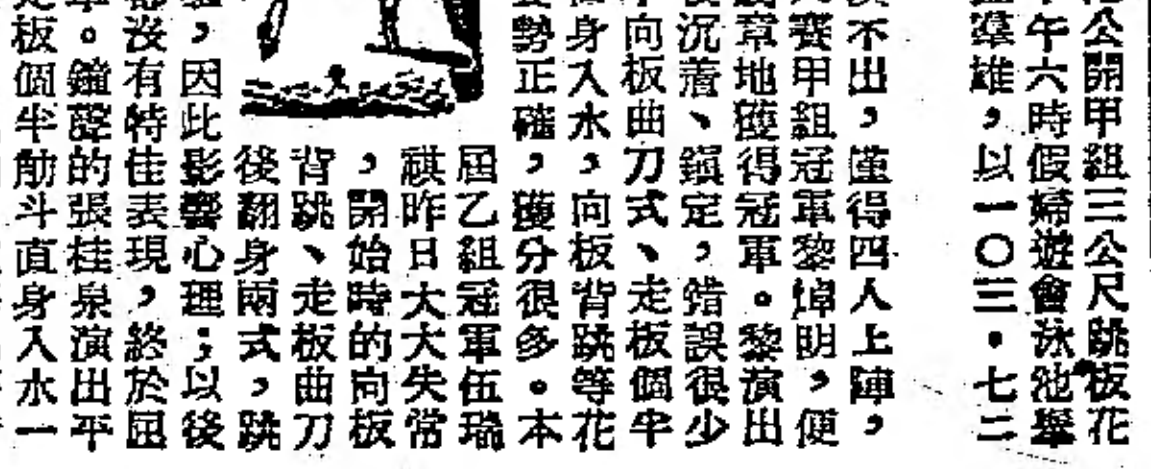 公開甲組三公尺跳板花
午六時假婦遊會泳池舉
羣雄，以一〇三．七二
不出，僅得四人上陣，
賽甲組冠軍黎焯明，便
章地獲得冠軍。黎演出
沉着、鎮定，錯誤很少
向板曲刀式、走板個半
身入水，向板背跳等花
勢正確，獲分很多。本
屆乙組冠軍伍瑞
祺昨日大大失常
，開始時的向板
背跳、走板曲刀
後翻身兩式，跳
，因此影響心理；以後
都沒有特佳表現，終於屈
。鐘聲的張桂泉演出平
板個半觔斗直身入水一